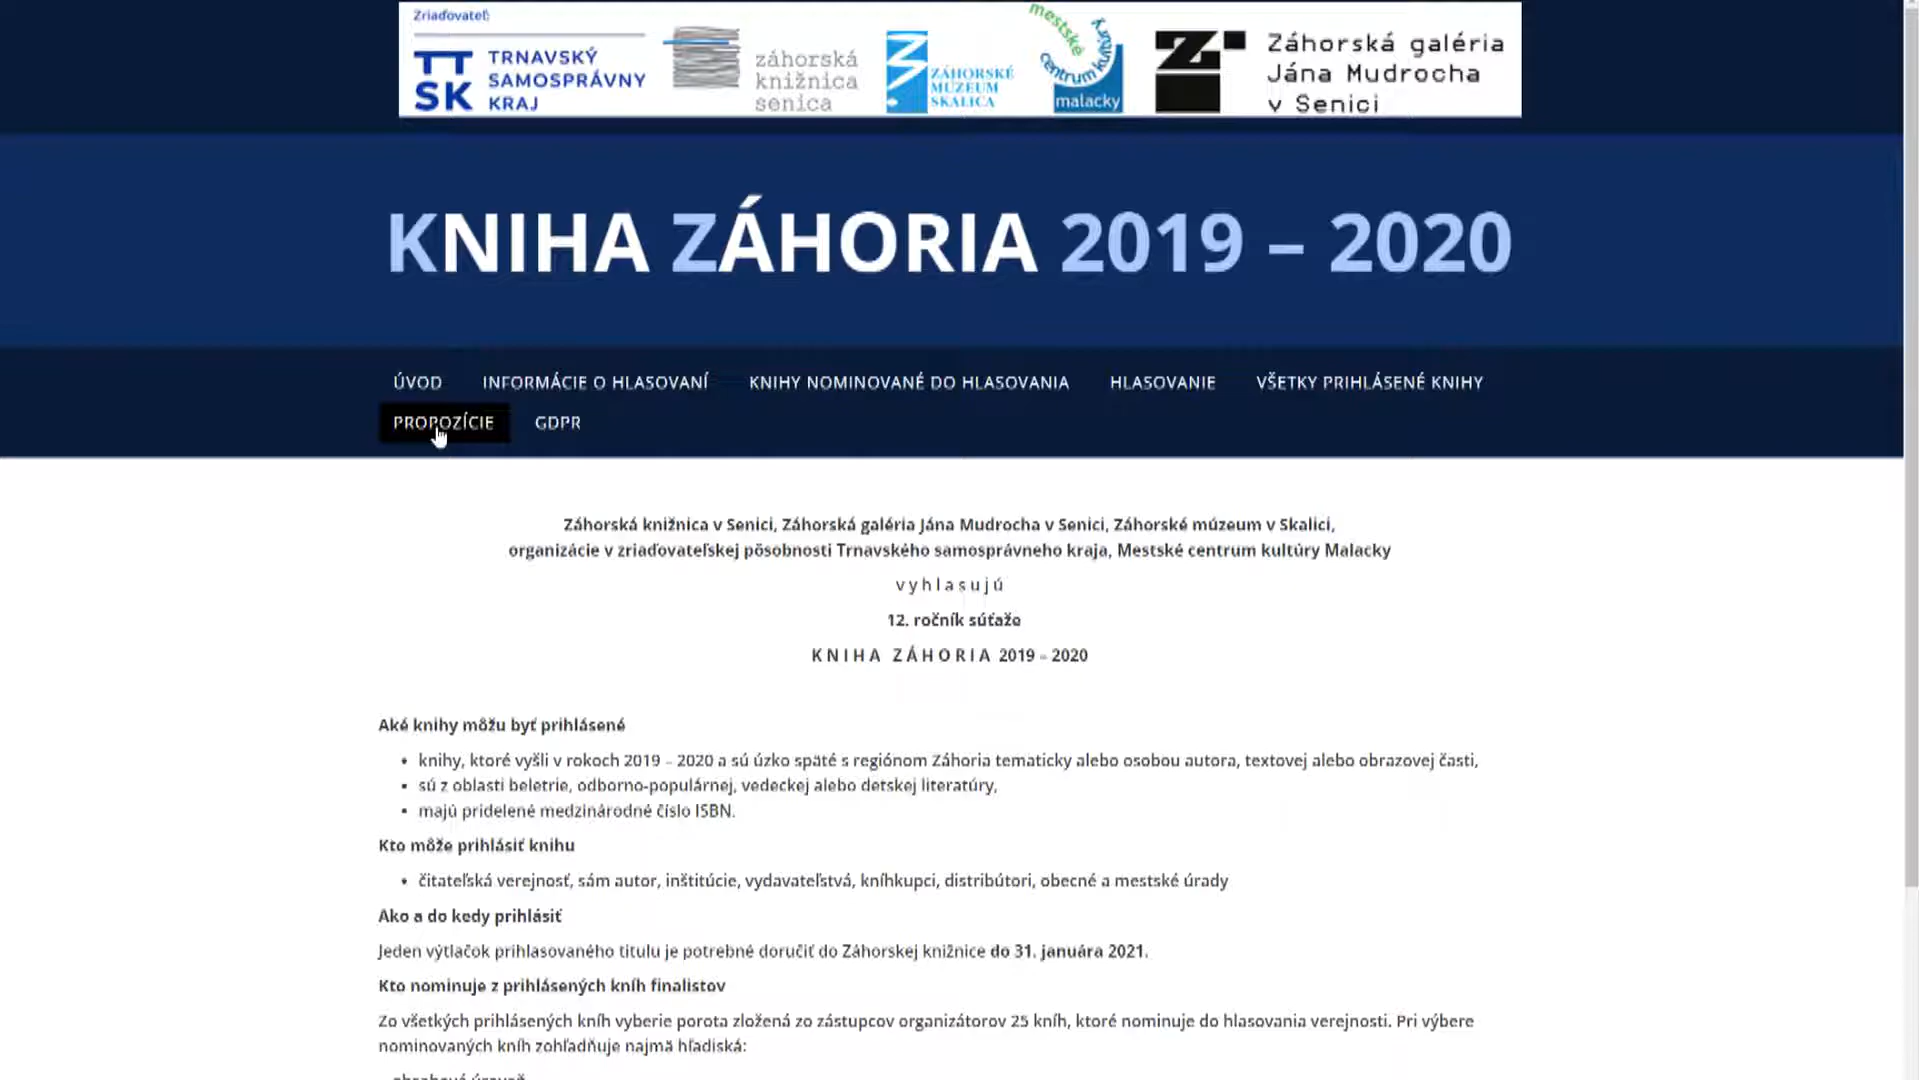 Zriaďovateľ:
TT SK TRNAVSKÝ SAMOSPRÁVNY KRAJ
záhorská knižnica senica
ZÁHORSKÉ MÚZEUM SKALICA
mestské centrum kultúry malacky
Záhorská galéria Jána Mudrocha v Senici
KNIHA ZÁHORIA 2019 – 2020
ÚVOD INFORMÁCIE O HLASOVANÍ KNIHY NOMINOVANÉ DO HLASOVANIA HLASOVANIE VŠETKY PRIHLÁSENÉ KNIHY
PROPOZÍCIE GDPR
Záhorská knižnica v Senici, Záhorská galéria Jána Mudrocha v Senici, Záhorské múzeum v Skalici,
organizácie v zriaďovateľskej pôsobnosti Trnavského samosprávneho kraja, Mestské centrum kultúry Malacky
v y h l a s u j ú
12. ročník súťaže
K N I H A Z Á H O R I A 2019 – 2020
Aké knihy môžu byť prihlásené
• knihy, ktoré vyšli v rokoch 2019 – 2020 a sú úzko späté s regiónom Záhoria tematicky alebo osobou autora, textovej alebo obrazovej časti,
• sú z oblasti beletrie, odborno-populárnej, vedeckej alebo detskej literatúry,
• majú pridelené medzinárodné číslo ISBN.
Kto môže prihlásiť knihu
• čitateľská verejnosť, sám autor, inštitúcie, vydavateľstvá, kníhkupci, distribútori, obecné a mestské úrady
Ako a do kedy prihlásiť
Jeden výtlačok prihlasovaného titulu je potrebné doručiť do Záhorskej knižnice do 31. januára 2021.
Kto nominuje z prihlásených kníh finalistov
Zo všetkých prihlásených kníh vyberie porota zložená zo zástupcov organizátorov 25 kníh, ktoré nominuje do hlasovania verejnosti. Pri výbere
nominovaných kníh zohľadňuje najmä hľadiská: